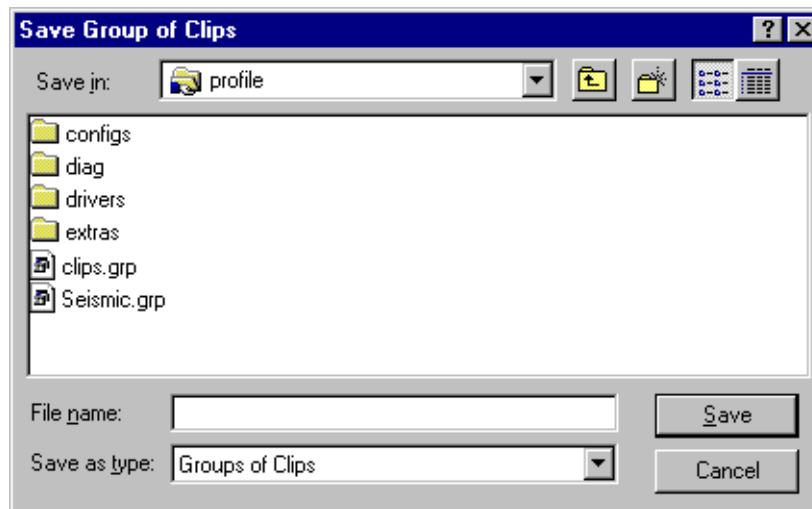 Save Group of Clips
Save in: profile
configs
diag
drivers
extras
clips.grp
Seismic.grp
File name: Save
Save as type: Groups of Clips Cancel